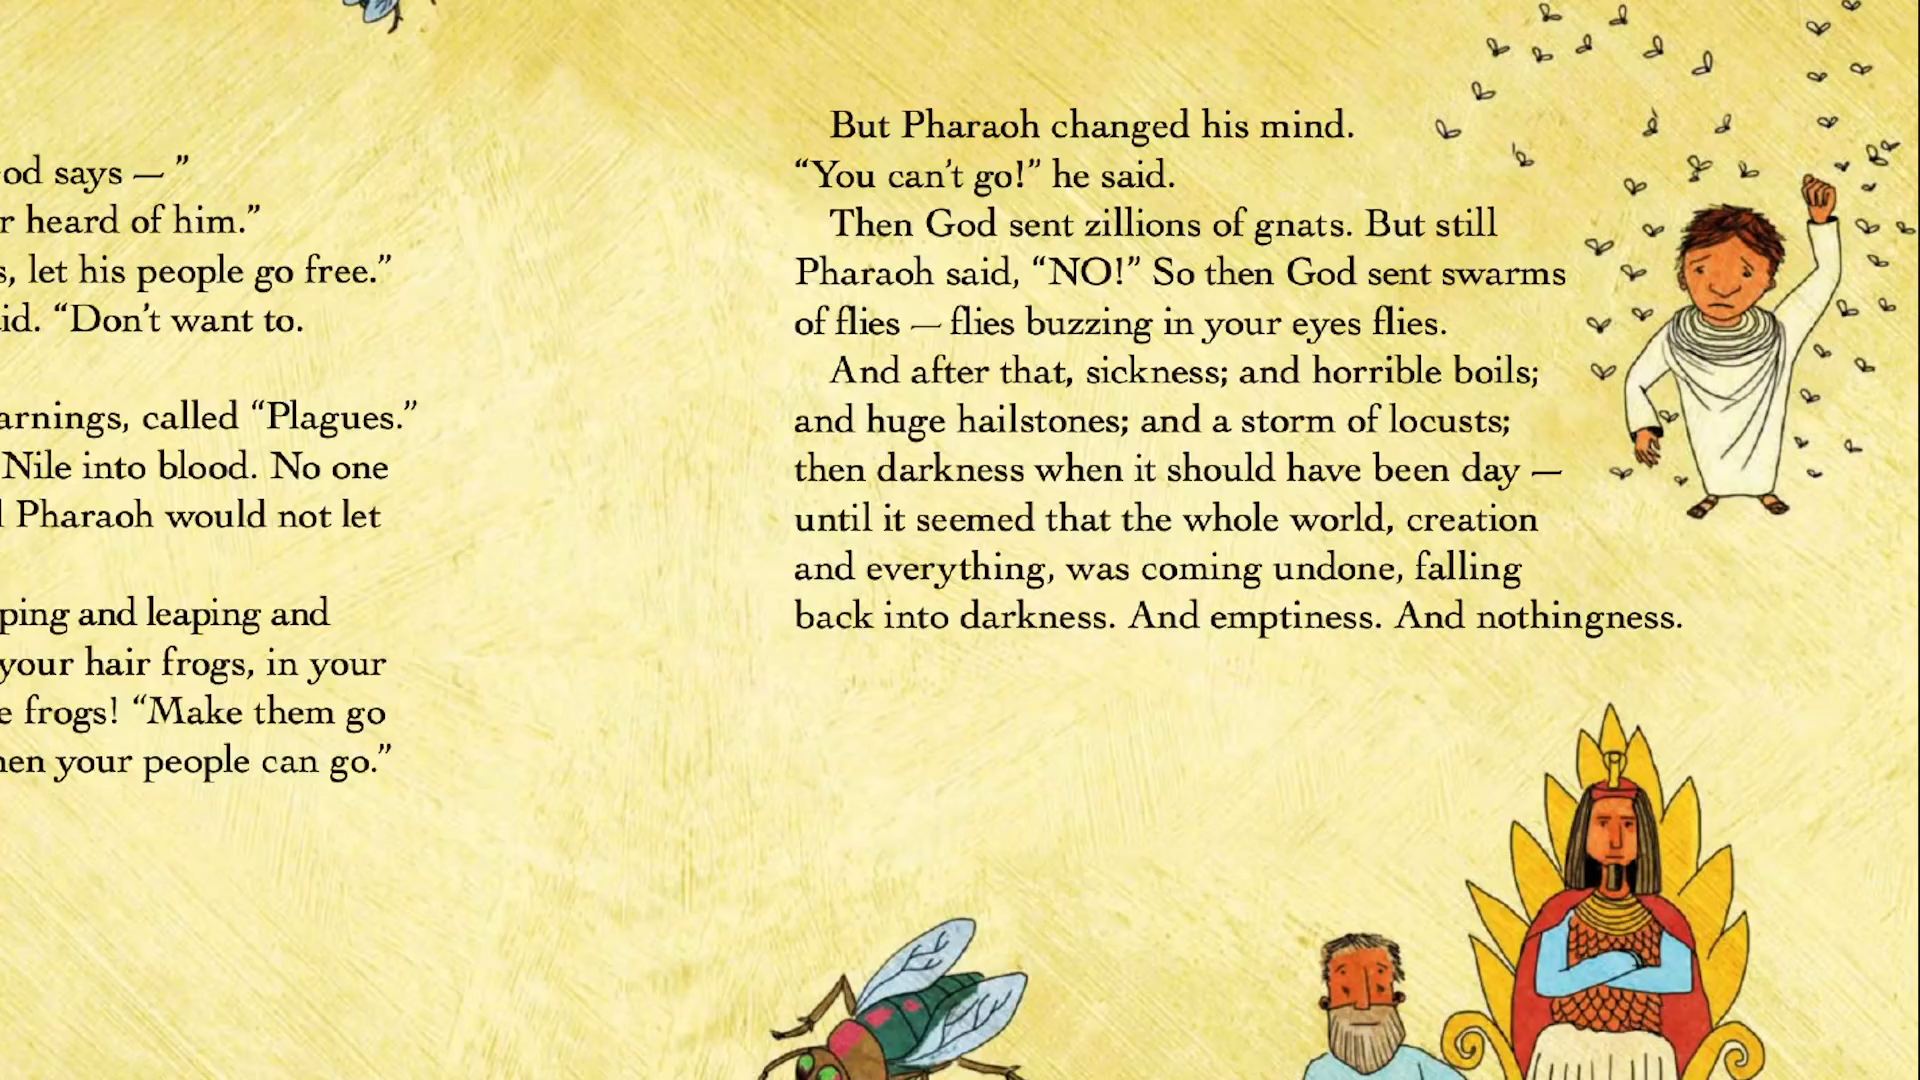 od says — ”
r heard of him.”
s, let his people go free.”
id. “Don’t want to.
arnings, called “Plagues.”
Nile into blood. No one
l Pharaoh would not let
ping and leaping and
your hair frogs, in your
e frogs! “Make them go
hen your people can go.”
But Pharaoh changed his mind.
“You can’t go!” he said.
Then God sent zillions of gnats. But still
Pharaoh said, “NO!” So then God sent swarms
of flies — flies buzzing in your eyes flies.
And after that, sickness; and horrible boils;
and huge hailstones; and a storm of locusts;
then darkness when it should have been day —
until it seemed that the whole world, creation
and everything, was coming undone, falling
back into darkness. And emptiness. And nothingness.